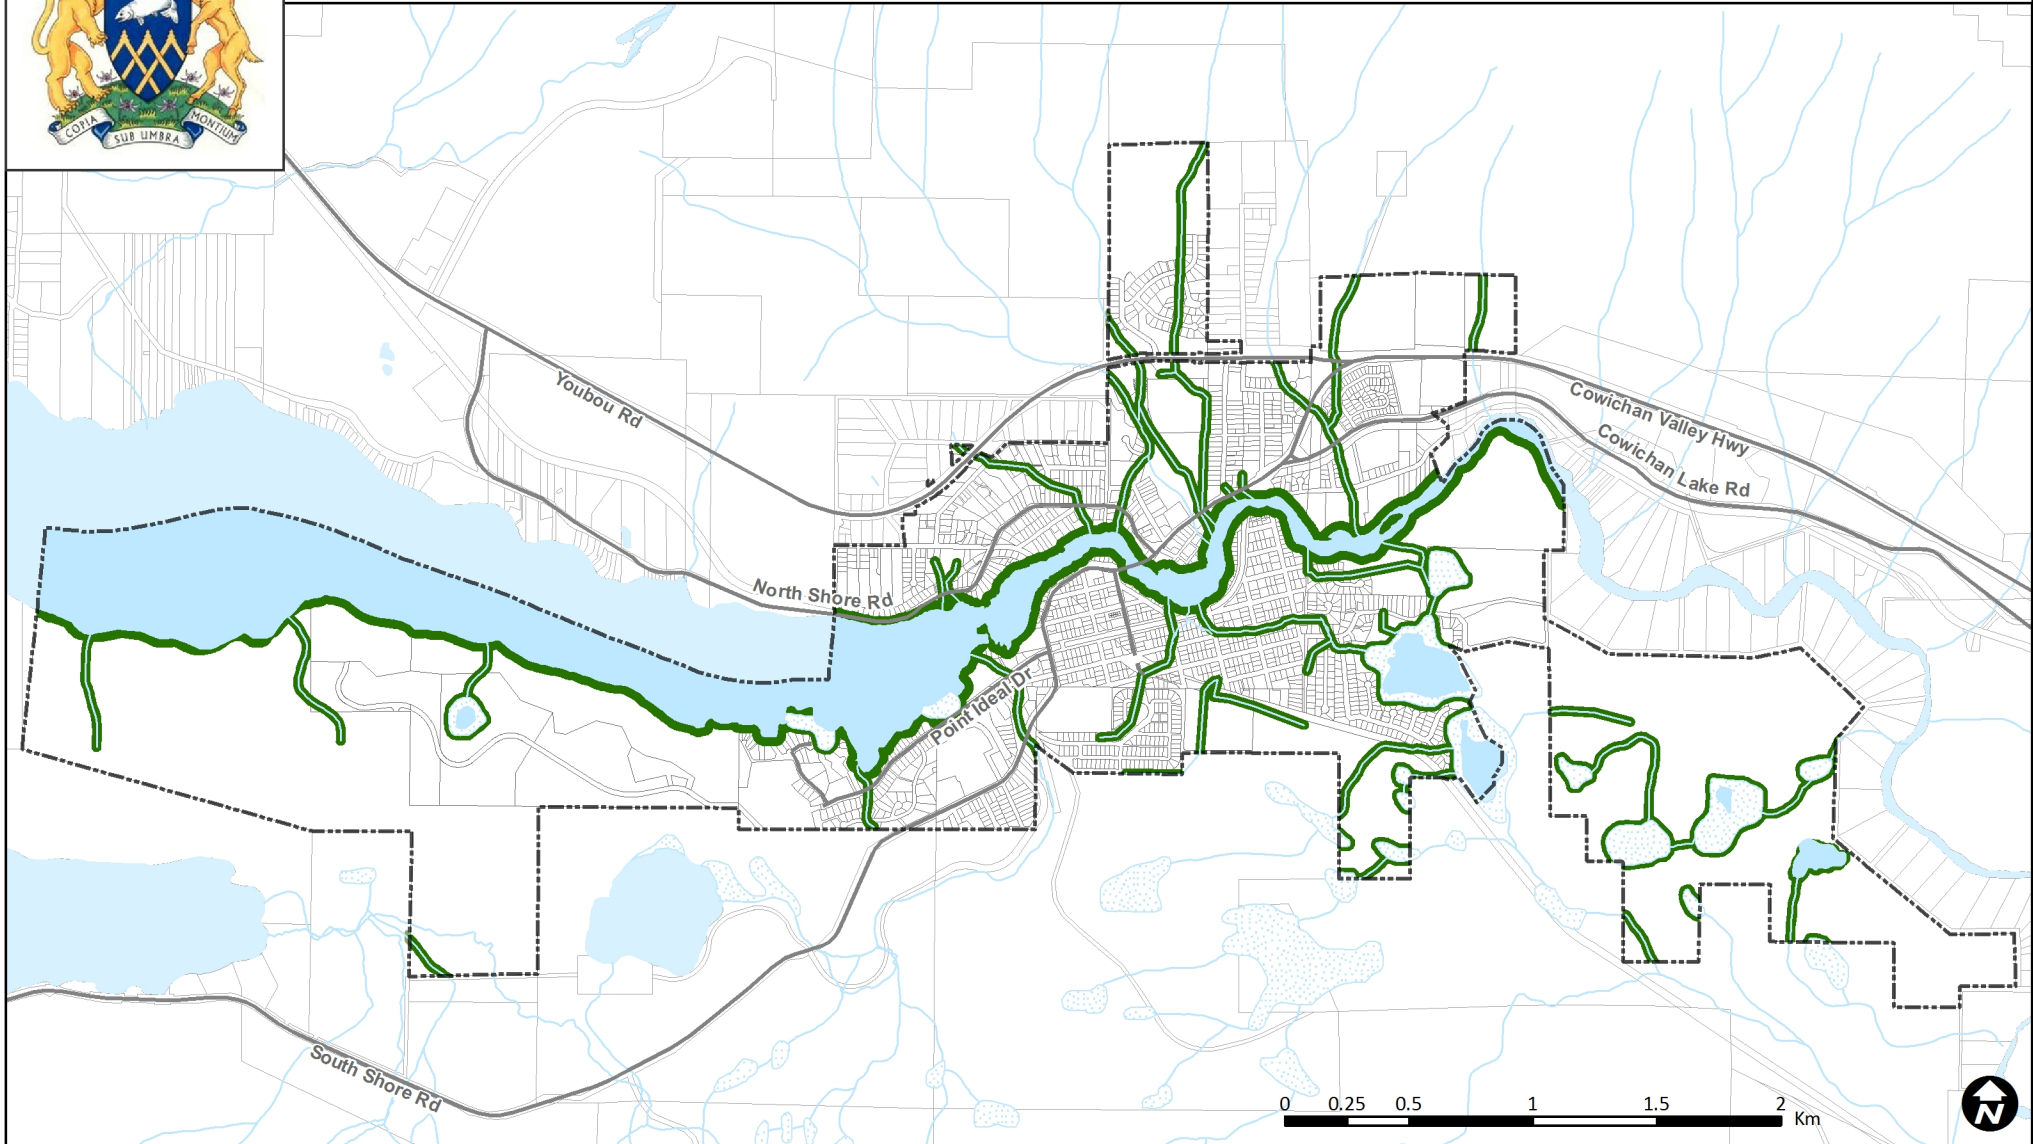 COPIA
SUB UMBRA
MONTIUM
Youbou Rd
Cowichan Valley Hwy
Cowichan Lake Rd
North Shore Rd
Point Ideal Dr
South Shore Rd
0 0.25 0.5 1 1.5 2 Km
N